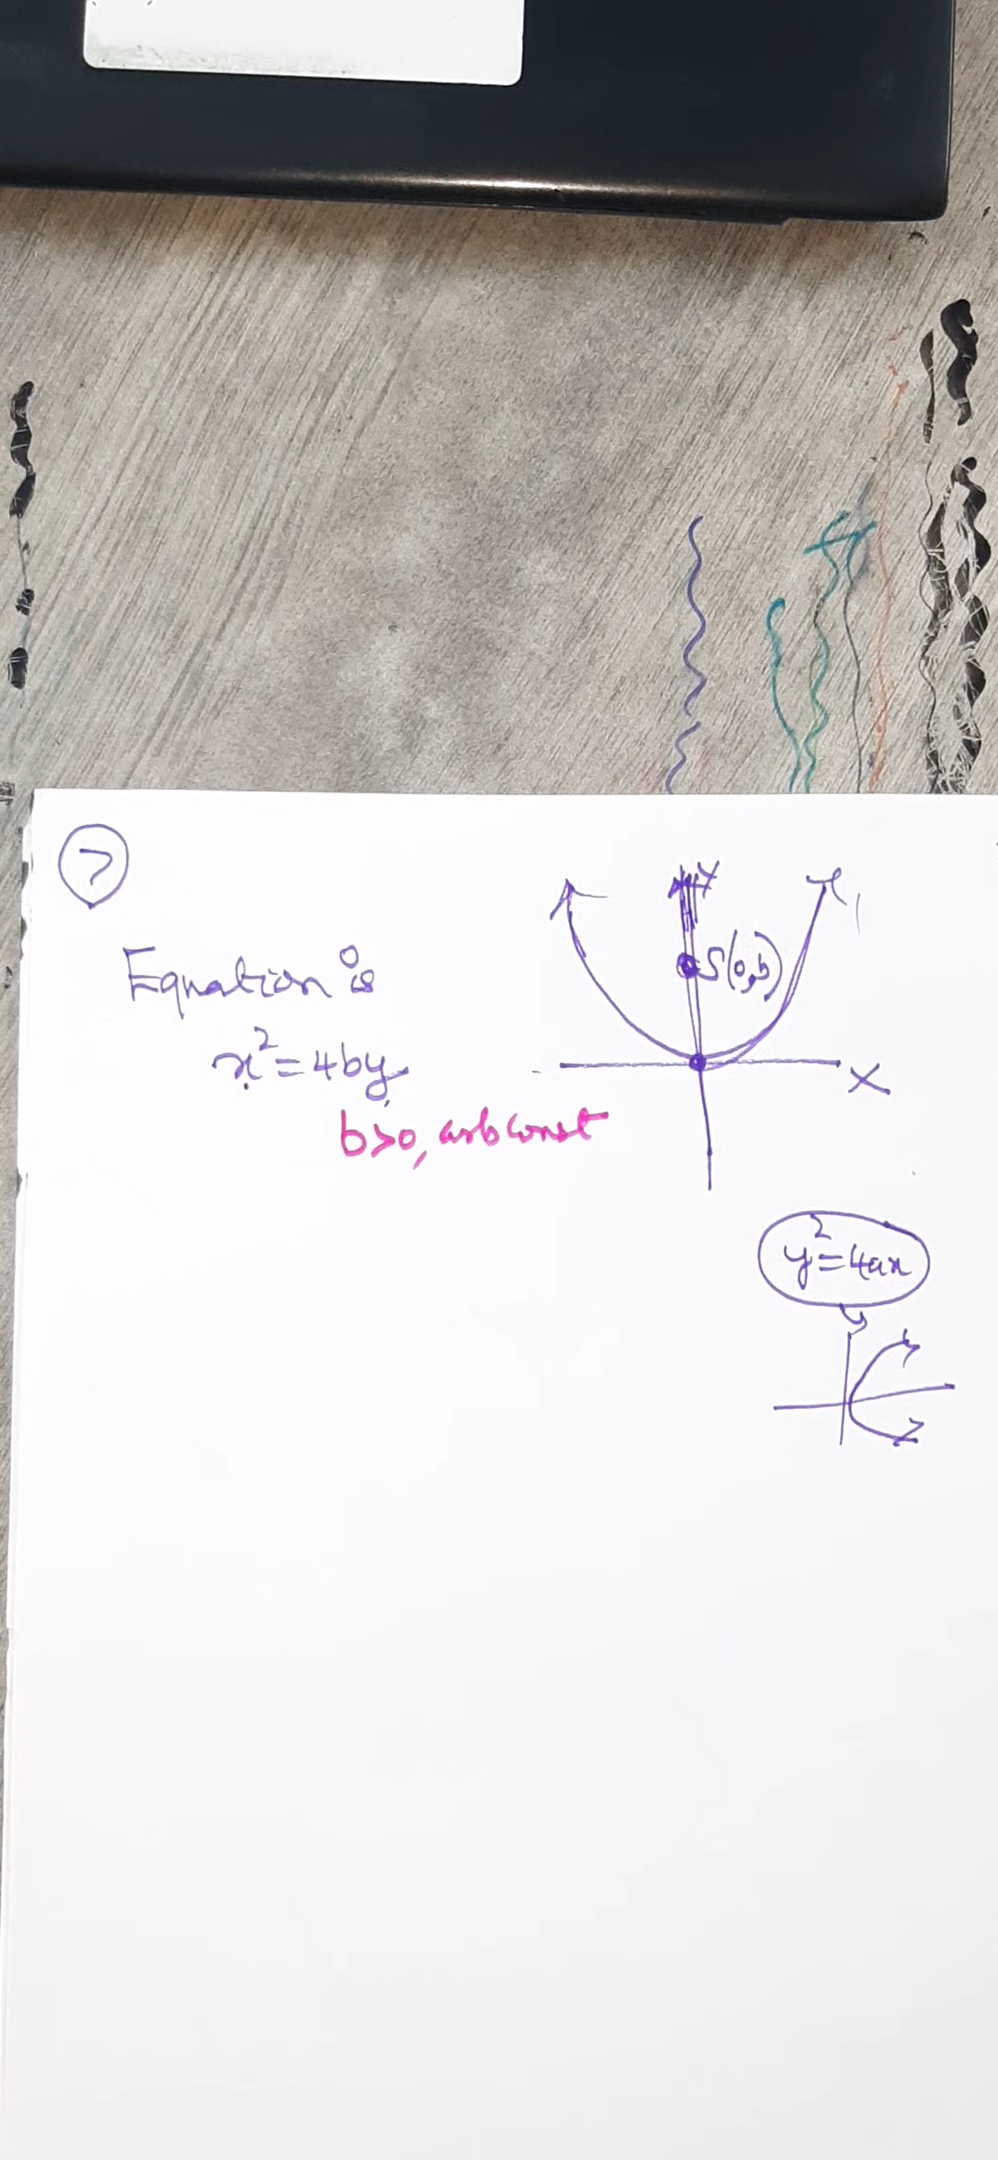 7
Y
S(0,b)
Equation is
x²=4by
X
b>0, arb const
y²=4ax